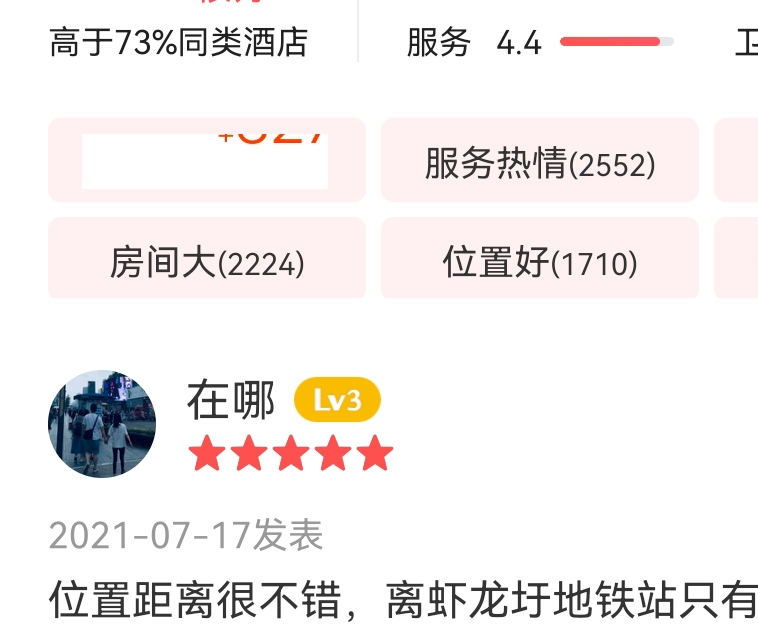 高于73%同类酒店
服务 4.4
服务热情(2552)
房间大(2224)
位置好(1710)
在哪 Lv3
2021-07-17发表
位置距离很不错，离虾龙圩地铁站只有